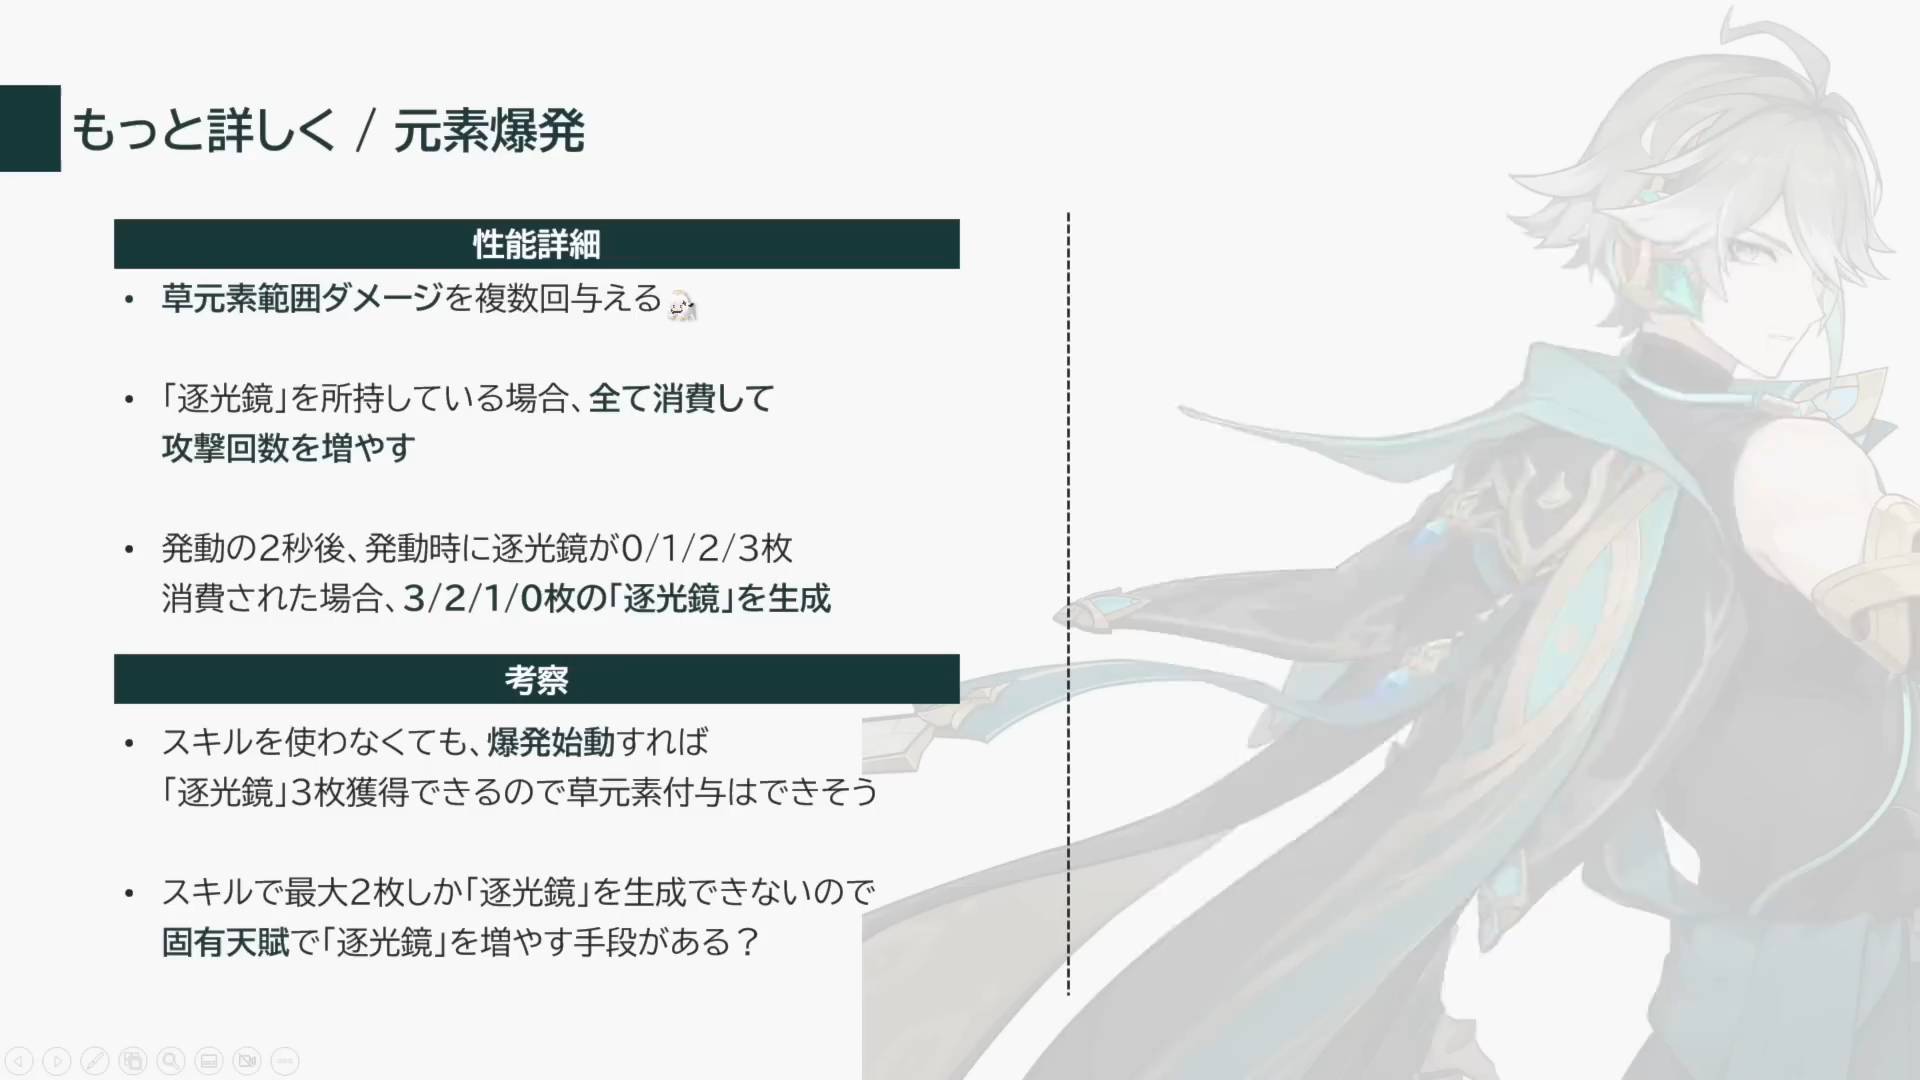 もっと詳しく / 元素爆発
性能詳細
• 草元素範囲ダメージを複数回与える
• 「逐光鏡」を所持している場合、全て消費して
攻撃回数を増やす
• 発動の2秒後、発動時に逐光鏡が0/1/2/3枚
消費された場合、3/2/1/0枚の「逐光鏡」を生成
考察
• スキルを使わなくても、爆発始動すれば
「逐光鏡」3枚獲得できるので草元素付与はできそう
• スキルで最大2枚しか「逐光鏡」を生成できないので
固有天賦で「逐光鏡」を増やす手段がある？